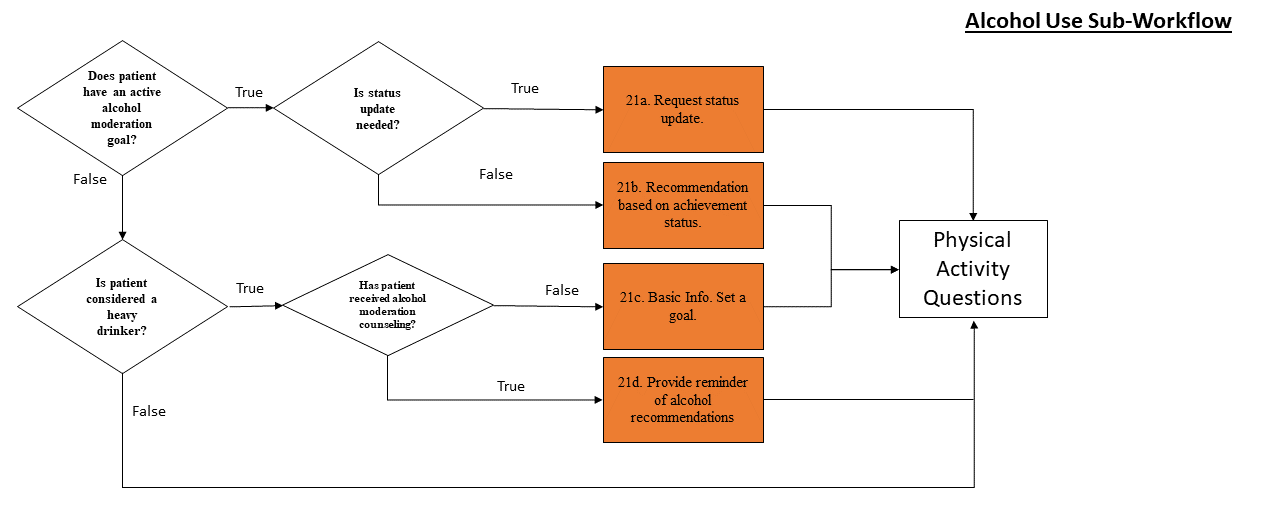 Alcohol Use Sub-Workflow
Does patient
have an active
alcohol
moderation
goal?
True
Is status
update
needed?
True
21a. Request status
update.
False
False
21b. Recommendation
based on achievement
status.
Physical
Activity
Questions
Is patient
considered a
heavy
drinker?
True
Has patient
received alcohol
moderation
counseling?
False
21c. Basic Info. Set a
goal.
True
21d. Provide reminder
of alcohol
recommendations
False